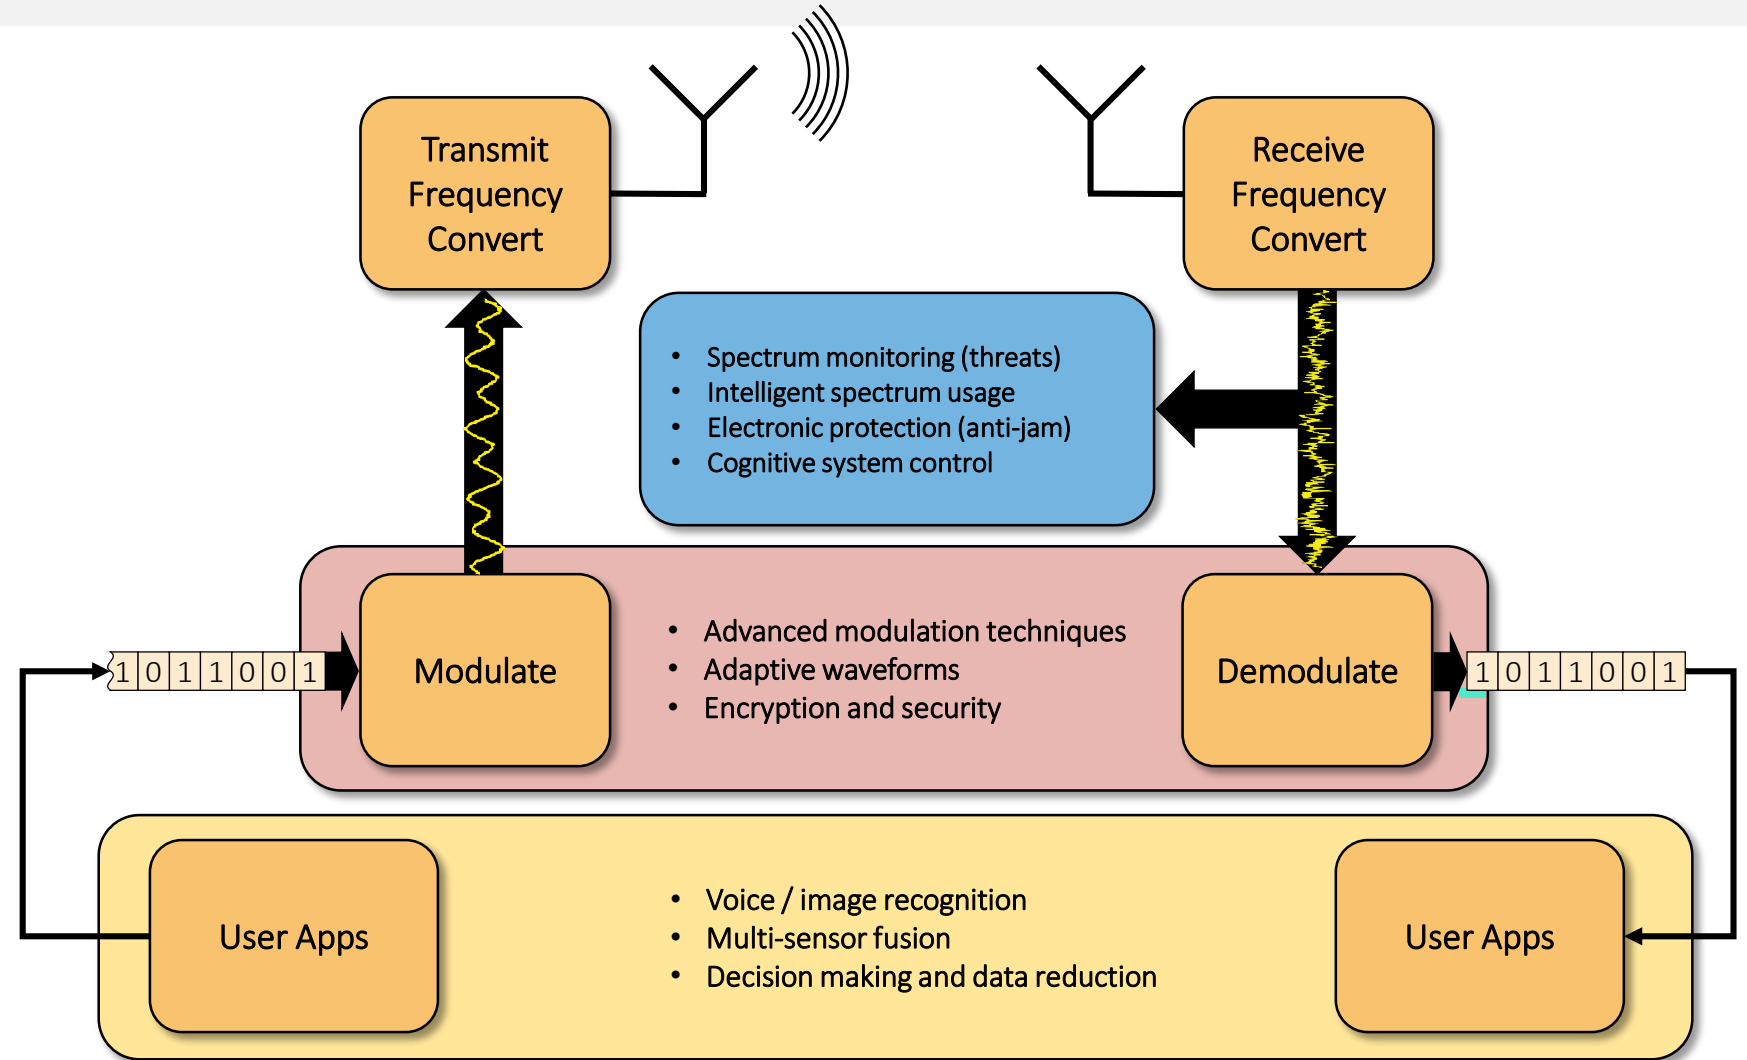 Transmit
Frequency
Convert
Receive
Frequency
Convert
• Spectrum monitoring (threats)
• Intelligent spectrum usage
• Electronic protection (anti-jam)
• Cognitive system control
1 0 1 1 0 0 1
Modulate
• Advanced modulation techniques
• Adaptive waveforms
• Encryption and security
Demodulate
1 0 1 1 0 0 1
User Apps
• Voice / image recognition
• Multi-sensor fusion
• Decision making and data reduction
User Apps